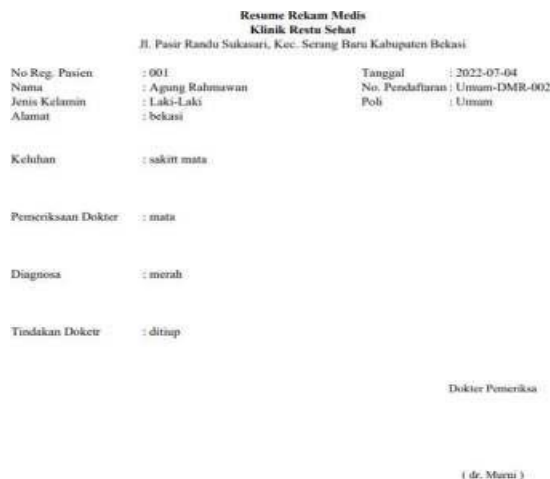 Resume Rekam Medis
Klinik Restu Sehat
Jl. Pasir Randu Sukasari, Kec. Serang Baru Kabupaten Bekasi
No Reg. Pasien : 001 Tanggal : 2022-07-04
Nama : Agung Rahmawan No. Pendaftaran : Umum-DMR-002
Jenis Kelamin : Laki-Laki Poli : Umum
Alamat : bekasi
Keluhan : sakitt mata
Pemeriksaan Dokter : mata
Diagnosa : merah
Tindakan Doketr : ditiup
Dokter Pemeriksa
( dr. Murni )